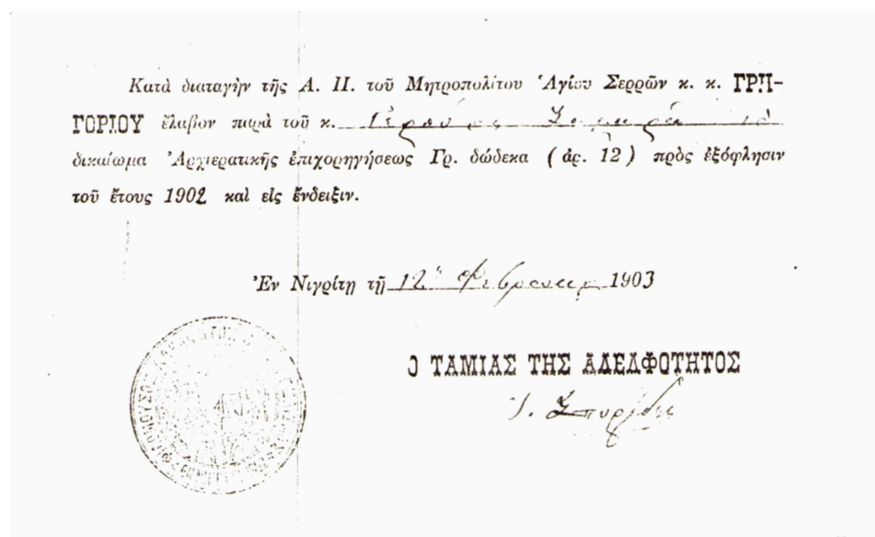 Κατὰ διαταγὴν τῆς Α. Π. τοῦ Μητροπολίτου Ἁγίου Σερρῶν κ. κ. ΓΡΗ-
ΓΟΡΙΟΥ ἔλαβον παρὰ τοῦ κ.
δικαίωμα Ἀρχιερατικῆς ἐπιχορηγήσεως Γρ. δώδεκα (ἀρ. 12) πρὸς ἐξόφλησιν
τοῦ ἔτους 1902 καὶ εἰς ἔνδειξιν.
Ἐν Νιγρίτῃ τῇ 12 Φεβρουαρ 1903
Ο ΤΑΜΙΑΣ ΤΗΣ ΑΔΕΛΦΟΤΗΤΟΣ